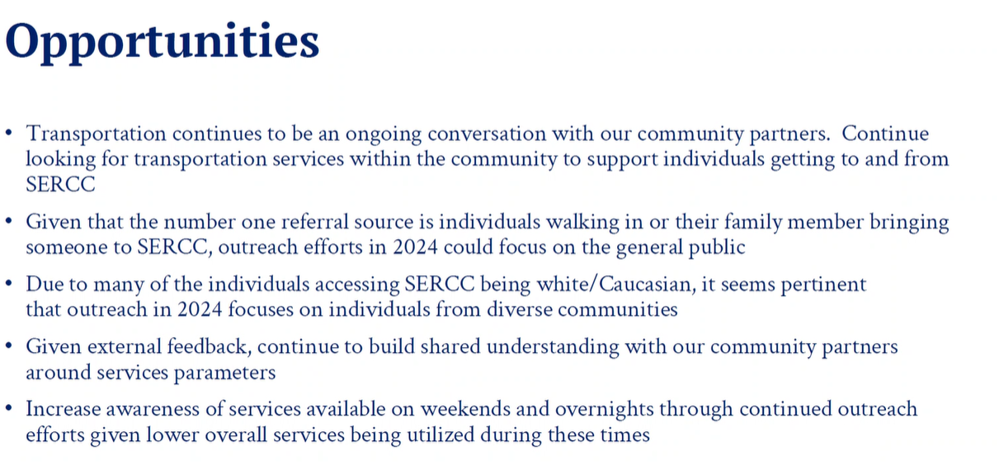 Opportunities
• Transportation continues to be an ongoing conversation with our community partners.  Continue
looking for transportation services within the community to support individuals getting to and from
SERCC
• Given that the number one referral source is individuals walking in or their family member bringing
someone to SERCC, outreach efforts in 2024 could focus on the general public
• Due to many of the individuals accessing SERCC being white/Caucasian, it seems pertinent
that outreach in 2024 focuses on individuals from diverse communities
• Given external feedback, continue to build shared understanding with our community partners
around services parameters
• Increase awareness of services available on weekends and overnights through continued outreach
efforts given lower overall services being utilized during these times